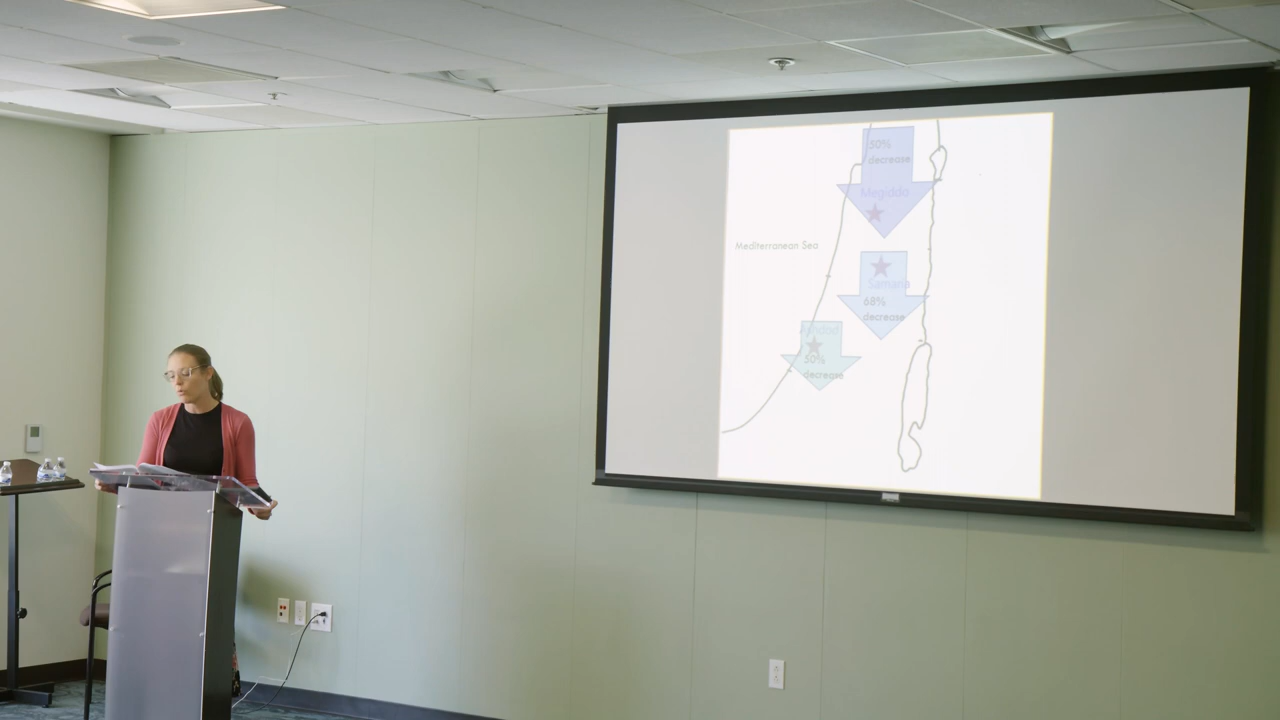 50%
decrease
Megiddo
Mediterranean Sea
Samaria
68%
decrease
Ashdod
50%
decrease